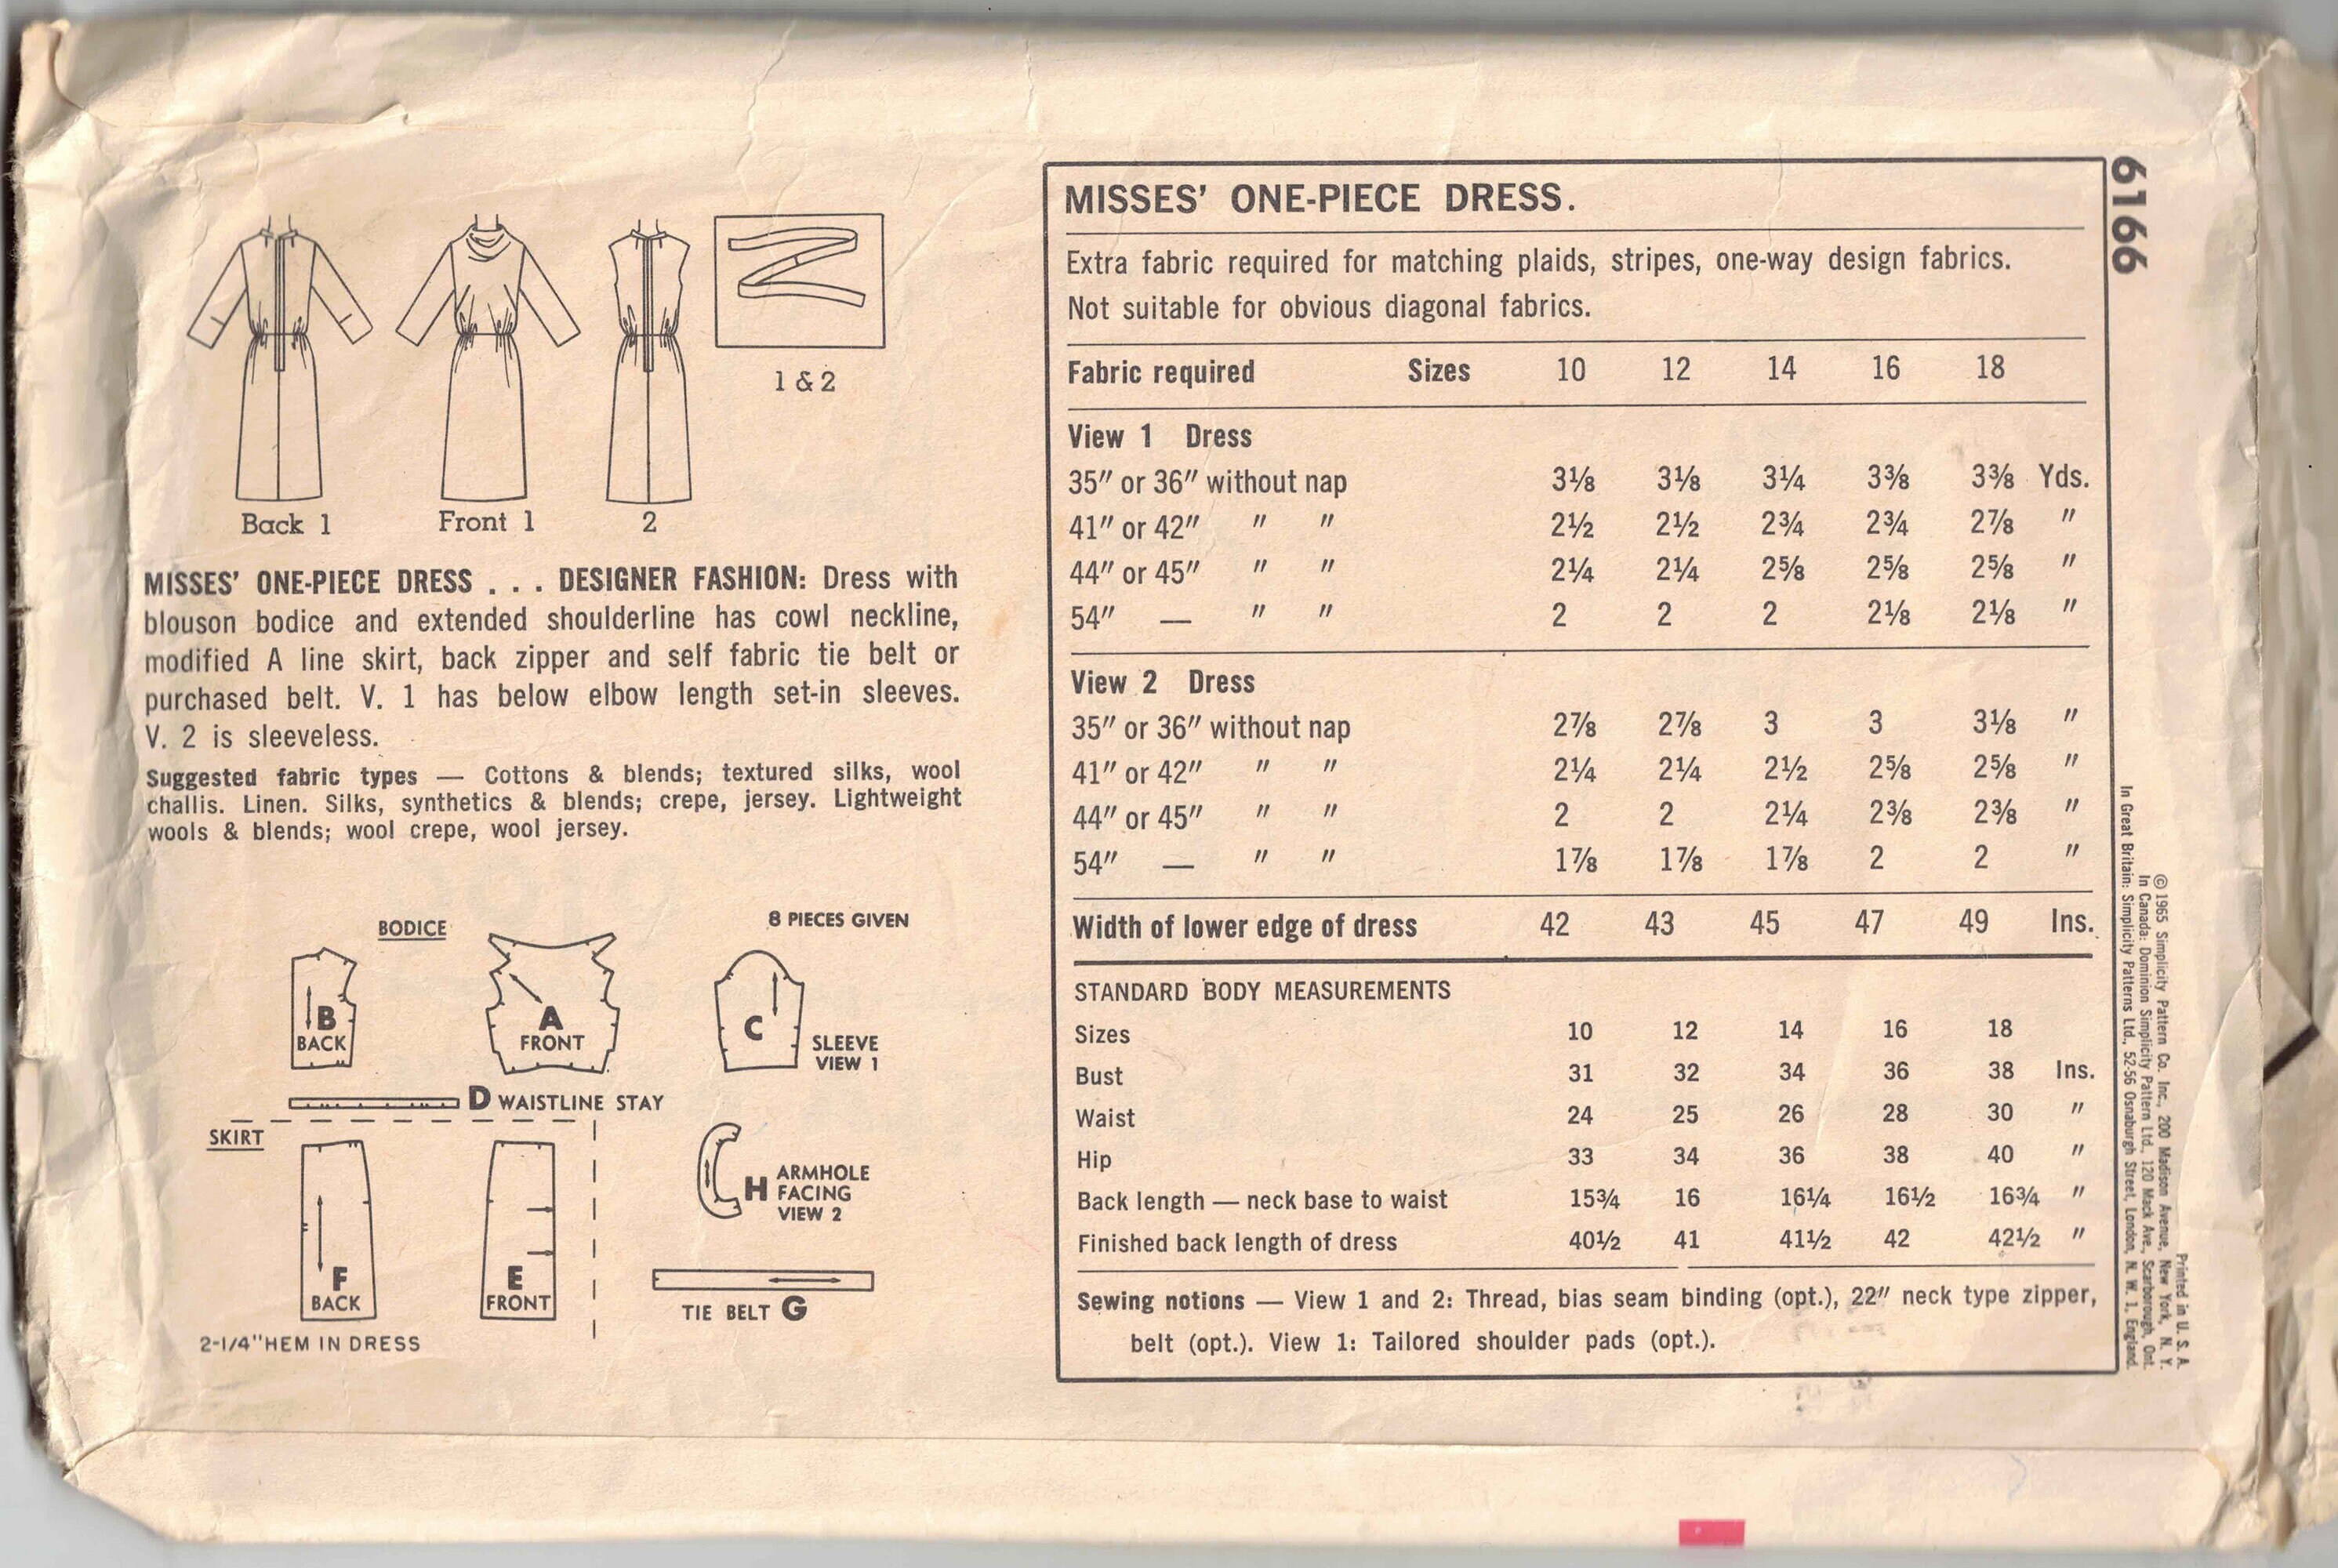 Back 1 Front 1 2
1 & 2
MISSES' ONE-PIECE DRESS . . . DESIGNER FASHION: Dress with
blouson bodice and extended shoulderline has cowl neckline,
modified A line skirt, back zipper and self fabric tie belt or
purchased belt. V. 1 has below elbow length set-in sleeves.
V. 2 is sleeveless.
Suggested fabric types — Cottons & blends; textured silks, wool
challis. Linen. Silks, synthetics & blends; crepe, jersey. Lightweight
wools & blends; wool crepe, wool jersey.
BODICE
8 PIECES GIVEN
B
BACK
A
FRONT
C
SLEEVE
VIEW 1
D WAISTLINE STAY
SKIRT
F
BACK
E
FRONT
H ARMHOLE
FACING
VIEW 2
TIE BELT G
2-1/4"HEM IN DRESS
MISSES' ONE-PIECE DRESS.
Extra fabric required for matching plaids, stripes, one-way design fabrics.
Not suitable for obvious diagonal fabrics.
Fabric required Sizes 10 12 14 16 18
View 1 Dress
35″ or 36″ without nap 3⅛ 3⅛ 3¼ 3⅜ 3⅜ Yds.
41″ or 42″ ″ ″ 2½ 2½ 2¾ 2¾ 2⅞ ″
44″ or 45″ ″ ″ 2¼ 2¼ 2⅝ 2⅝ 2⅝ ″
54″ — ″ ″ 2 2 2 2⅛ 2⅛ ″
View 2 Dress
35″ or 36″ without nap 2⅞ 2⅞ 3 3 3⅛ ″
41″ or 42″ ″ ″ 2¼ 2¼ 2½ 2⅝ 2⅝ ″
44″ or 45″ ″ ″ 2 2 2¼ 2⅜ 2⅜ ″
54″ — ″ ″ 1⅞ 1⅞ 1⅞ 2 2 ″
Width of lower edge of dress 42 43 45 47 49 Ins.
STANDARD BODY MEASUREMENTS
Sizes 10 12 14 16 18
Bust 31 32 34 36 38 Ins.
Waist 24 25 26 28 30 ″
Hip 33 34 36 38 40 ″
Back length — neck base to waist 15¾ 16 16¼ 16½ 16¾ ″
Finished back length of dress 40½ 41 41½ 42 42½ ″
Sewing notions — View 1 and 2: Thread, bias seam binding (opt.), 22″ neck type zipper,
belt (opt.). View 1: Tailored shoulder pads (opt.).
6166
Printed in U. S. A.
© 1965 Simplicity Pattern Co. Inc., 200 Madison Avenue, New York, N. Y.
In Canada: Dominion Simplicity Pattern Ltd., 120 Mack Ave., Scarborough, Ont.
In Great Britain: Simplicity Patterns Ltd., 52-56 Osnaburgh Street, London, N. W. 1, England.